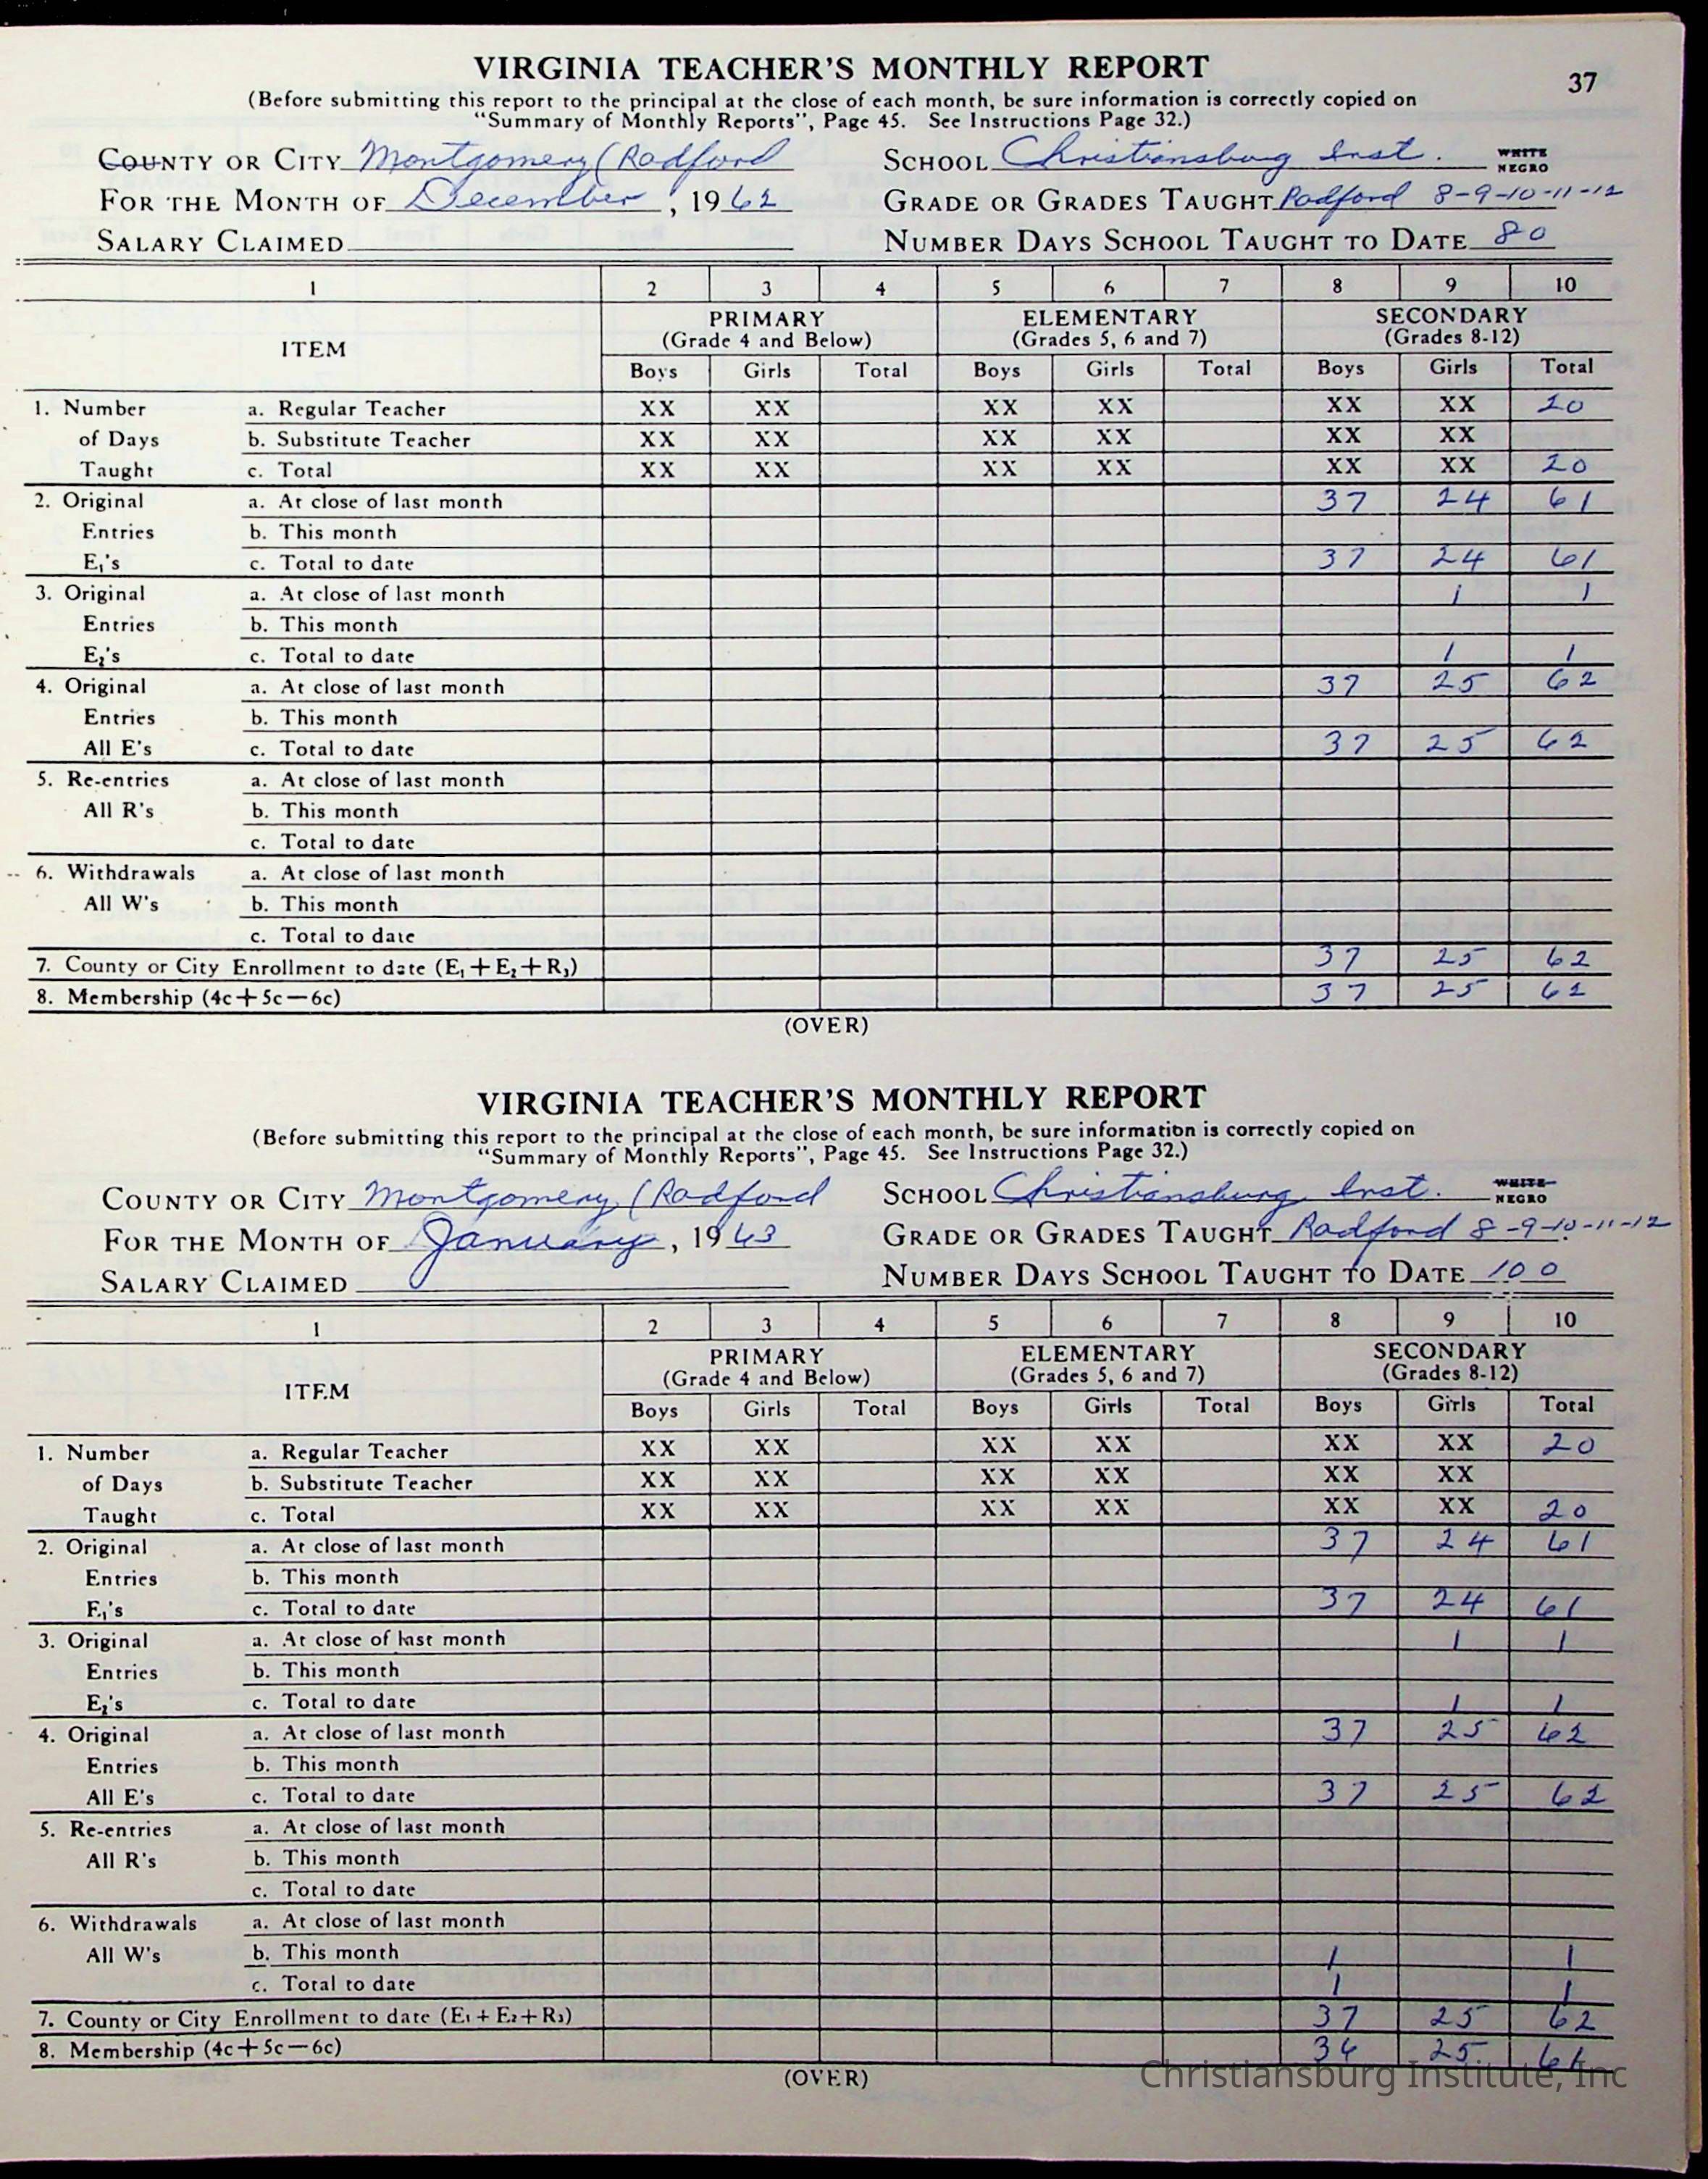 VIRGINIA TEACHER'S MONTHLY REPORT
37
(Before submitting this report to the principal at the close of each month, be sure information is correctly copied on
"Summary of Monthly Reports", Page 45. See Instructions Page 32.)
COUNTY OR CITY Montgomery (Radford SCHOOL Christiansburg Inst. WHITE NEGRO
FOR THE MONTH OF December, 1962 GRADE OR GRADES TAUGHT Radford 8-9-10-11-12
SALARY CLAIMED NUMBER DAYS SCHOOL TAUGHT TO DATE 80
1 2 3 4 5 6 7 8 9 10
ITEM PRIMARY ELEMENTARY SECONDARY
(Grade 4 and Below) (Grades 5, 6 and 7) (Grades 8-12)
Boys Girls Total Boys Girls Total Boys Girls Total
1. Number a. Regular Teacher XX XX XX XX XX XX 20
of Days b. Substitute Teacher XX XX XX XX XX XX
Taught c. Total XX XX XX XX XX XX 20
2. Original a. At close of last month 37 24 61
Entries b. This month
E1's c. Total to date 37 24 61
3. Original a. At close of last month 1 1
Entries b. This month
E2's c. Total to date 1 1
4. Original a. At close of last month 37 25 62
Entries b. This month
All E's c. Total to date 37 25 62
5. Re-entries a. At close of last month
All R's b. This month
c. Total to date
6. Withdrawals a. At close of last month
All W's b. This month
c. Total to date
7. County or City Enrollment to date (E1+E2+R3) 37 25 62
8. Membership (4c+5c−6c) 37 25 62
(OVER)
VIRGINIA TEACHER'S MONTHLY REPORT
(Before submitting this report to the principal at the close of each month, be sure information is correctly copied on
"Summary of Monthly Reports", Page 45. See Instructions Page 32.)
COUNTY OR CITY Montgomery (Radford SCHOOL Christiansburg Inst. WHITE NEGRO
FOR THE MONTH OF January, 1963 GRADE OR GRADES TAUGHT Radford 8-9-10-11-12
SALARY CLAIMED NUMBER DAYS SCHOOL TAUGHT TO DATE 100
1 2 3 4 5 6 7 8 9 10
ITEM PRIMARY ELEMENTARY SECONDARY
(Grade 4 and Below) (Grades 5, 6 and 7) (Grades 8-12)
Boys Girls Total Boys Girls Total Boys Girls Total
1. Number a. Regular Teacher XX XX XX XX XX XX 20
of Days b. Substitute Teacher XX XX XX XX XX XX
Taught c. Total XX XX XX XX XX XX 20
2. Original a. At close of last month 37 24 61
Entries b. This month
E1's c. Total to date 37 24 61
3. Original a. At close of last month 1 1
Entries b. This month
E2's c. Total to date 1 1
4. Original a. At close of last month 37 25 62
Entries b. This month
All E's c. Total to date 37 25 62
5. Re-entries a. At close of last month
All R's b. This month
c. Total to date
6. Withdrawals a. At close of last month
All W's b. This month 1 1
c. Total to date 1 1
7. County or City Enrollment to date (E1+E2+R3) 37 25 62
8. Membership (4c+5c−6c) 36 25 61
(OVER)
Christiansburg Institute, Inc